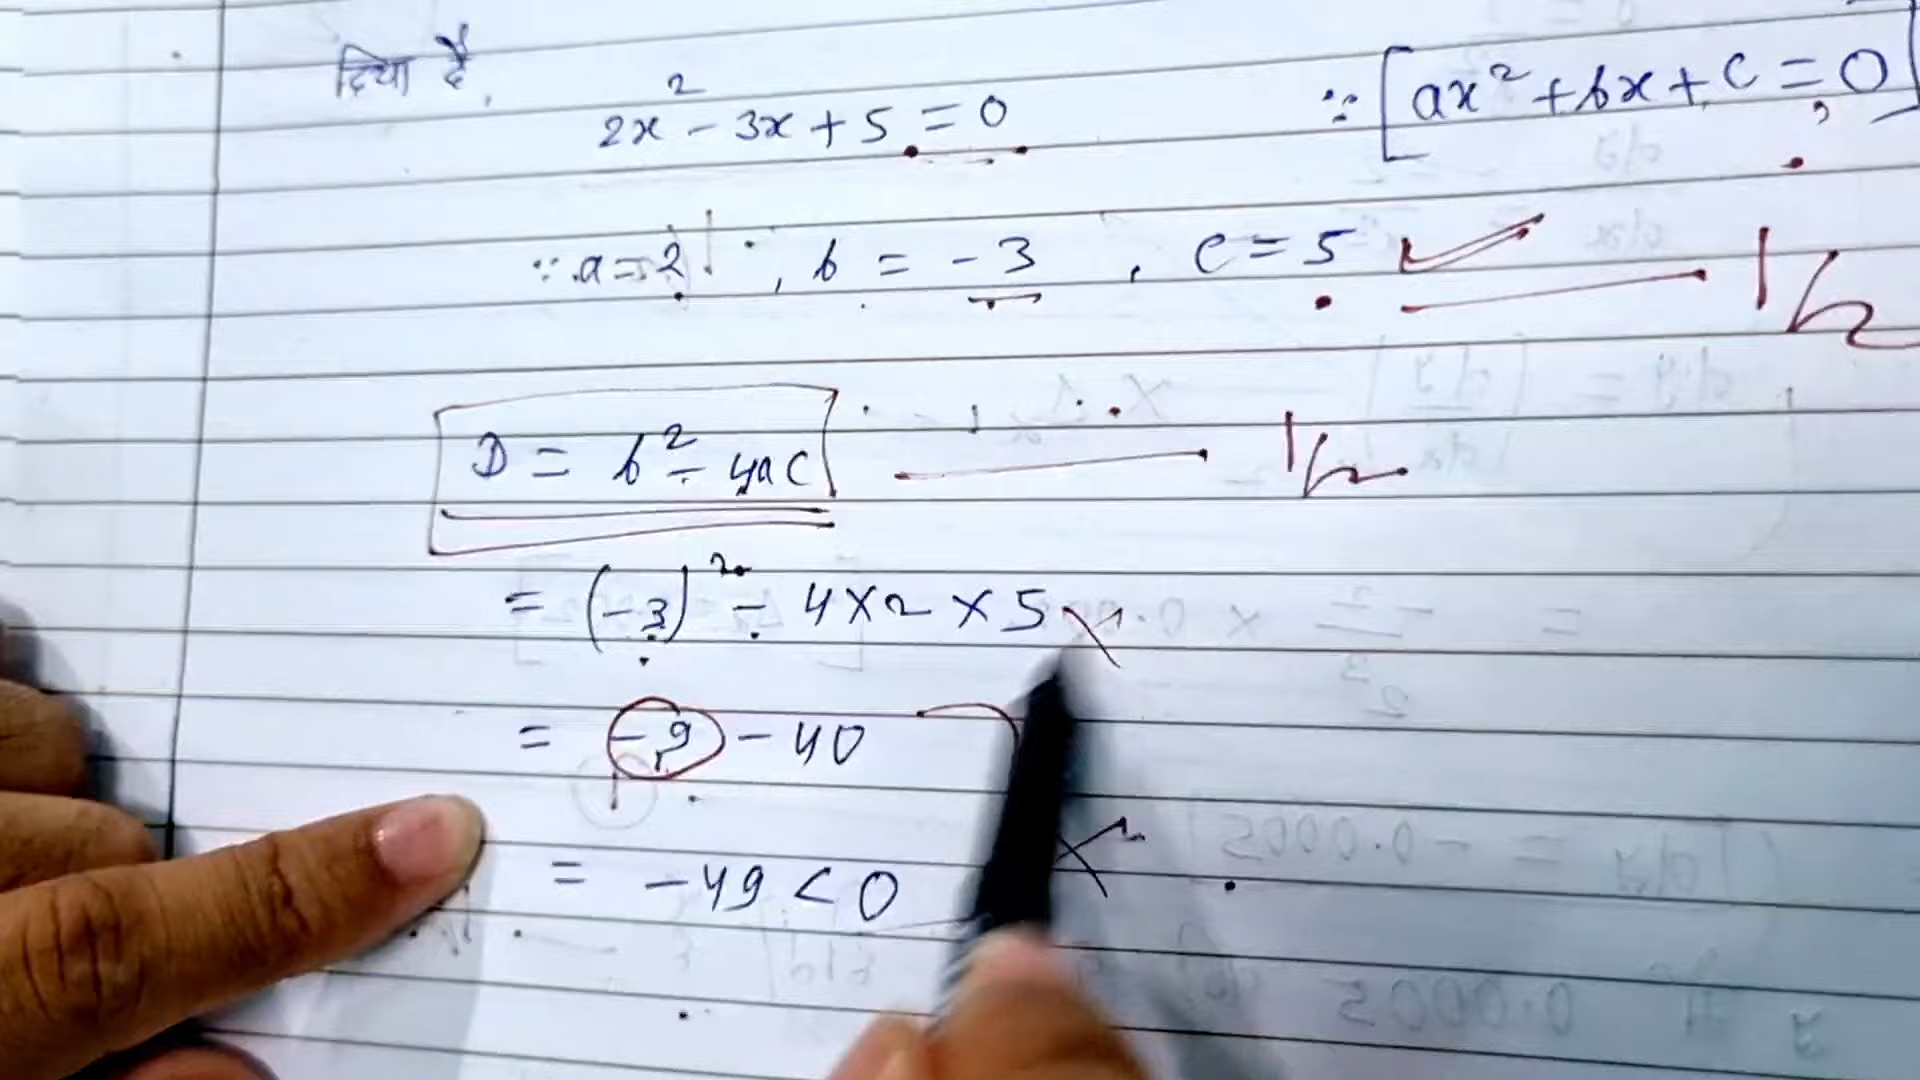 दिया है,
2x² - 3x + 5 = 0 ∵ [ax² + bx + c = 0]
∵ a = 2, b = -3, c = 5 1/2
D = b² - 4ac 1/2
= (-3)² - 4×2×5
= -9 - 40
= -49 < 0